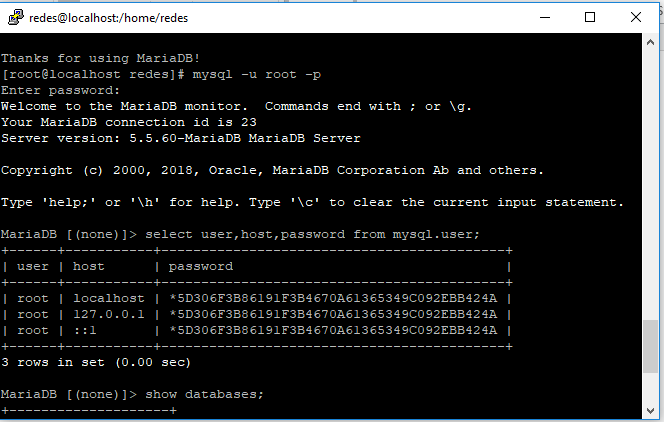 redes@localhost:/home/redes
Thanks for using MariaDB!
[root@localhost redes]# mysql -u root -p
Enter password:
Welcome to the MariaDB monitor.  Commands end with ; or \g.
Your MariaDB connection id is 23
Server version: 5.5.60-MariaDB MariaDB Server
Copyright (c) 2000, 2018, Oracle, MariaDB Corporation Ab and others.
Type 'help;' or '\h' for help. Type '\c' to clear the current input statement.
MariaDB [(none)]> select user,host,password from mysql.user;
+------+-----------+-------------------------------------------+
| user | host      | password                                  |
+------+-----------+-------------------------------------------+
| root | localhost | *5D306F3B86191F3B4670A61365349C092EBB424A |
| root | 127.0.0.1 | *5D306F3B86191F3B4670A61365349C092EBB424A |
| root | ::1       | *5D306F3B86191F3B4670A61365349C092EBB424A |
+------+-----------+-------------------------------------------+
3 rows in set (0.00 sec)
MariaDB [(none)]> show databases;
+--------------------+